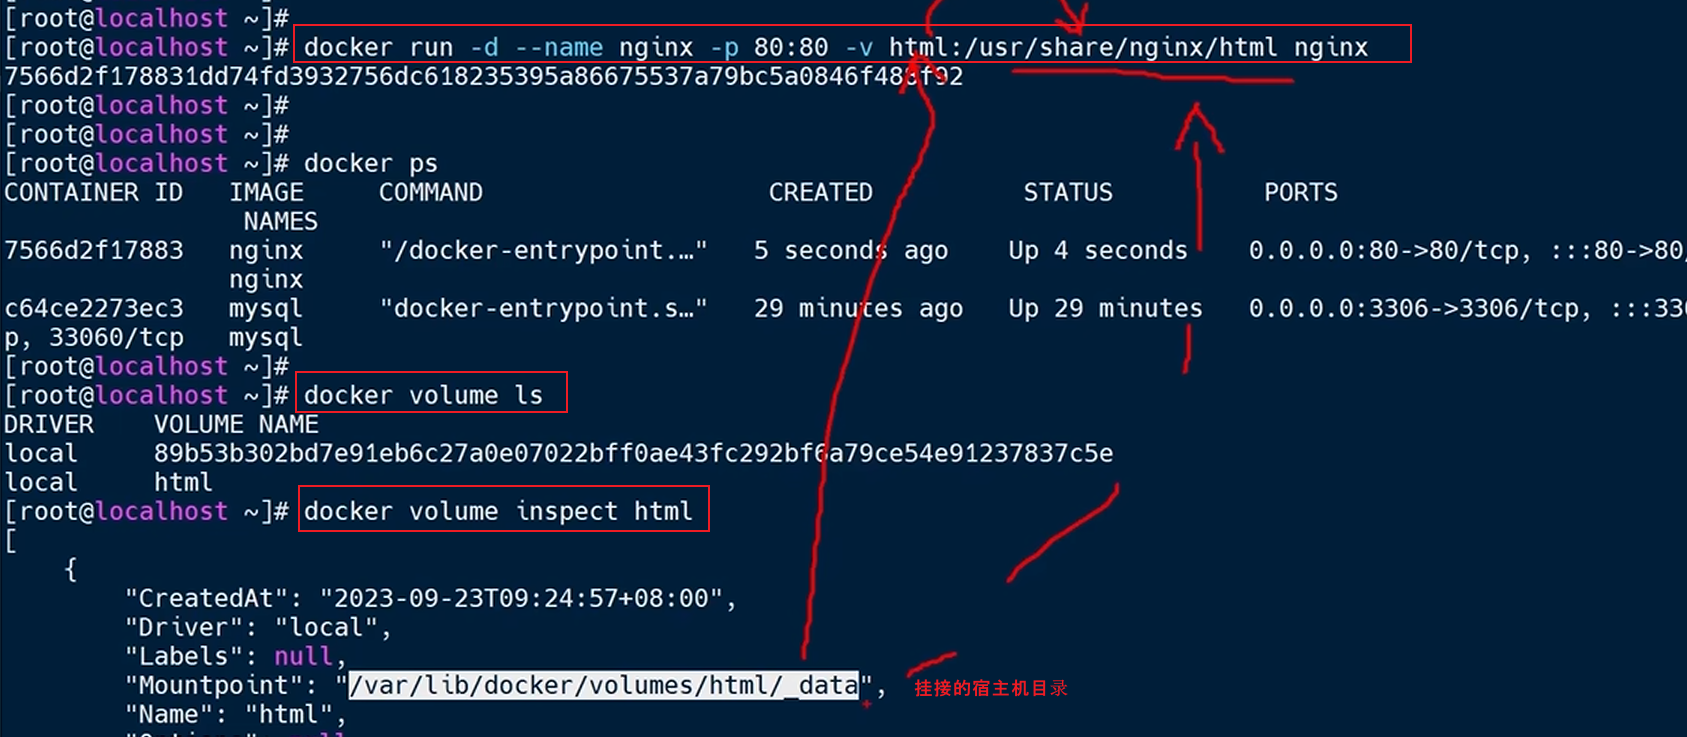 [root@localhost ~]#
[root@localhost ~]# docker run -d --name nginx -p 80:80 -v html:/usr/share/nginx/html nginx
7566d2f178831dd74fd3932756dc618235395a86675537a79bc5a0846f488f92
[root@localhost ~]#
[root@localhost ~]#
[root@localhost ~]# docker ps
CONTAINER ID   IMAGE     COMMAND                   CREATED          STATUS          PORTS
                NAMES
7566d2f17883   nginx     "/docker-entrypoint.…"   5 seconds ago    Up 4 seconds    0.0.0.0:80->80/tcp, :::80->80/
               nginx
c64ce2273ec3   mysql     "docker-entrypoint.s…"   29 minutes ago   Up 29 minutes   0.0.0.0:3306->3306/tcp, :::330
p, 33060/tcp   mysql
[root@localhost ~]#
[root@localhost ~]# docker volume ls
DRIVER    VOLUME NAME
local     89b53b302bd7e91eb6c27a0e07022bff0ae43fc292bf6a79ce54e91237837c5e
local     html
[root@localhost ~]# docker volume inspect html
[
    {
        "CreatedAt": "2023-09-23T09:24:57+08:00",
        "Driver": "local",
        "Labels": null,
        "Mountpoint": "/var/lib/docker/volumes/html/_data", 挂接的宿主机目录
        "Name": "html",